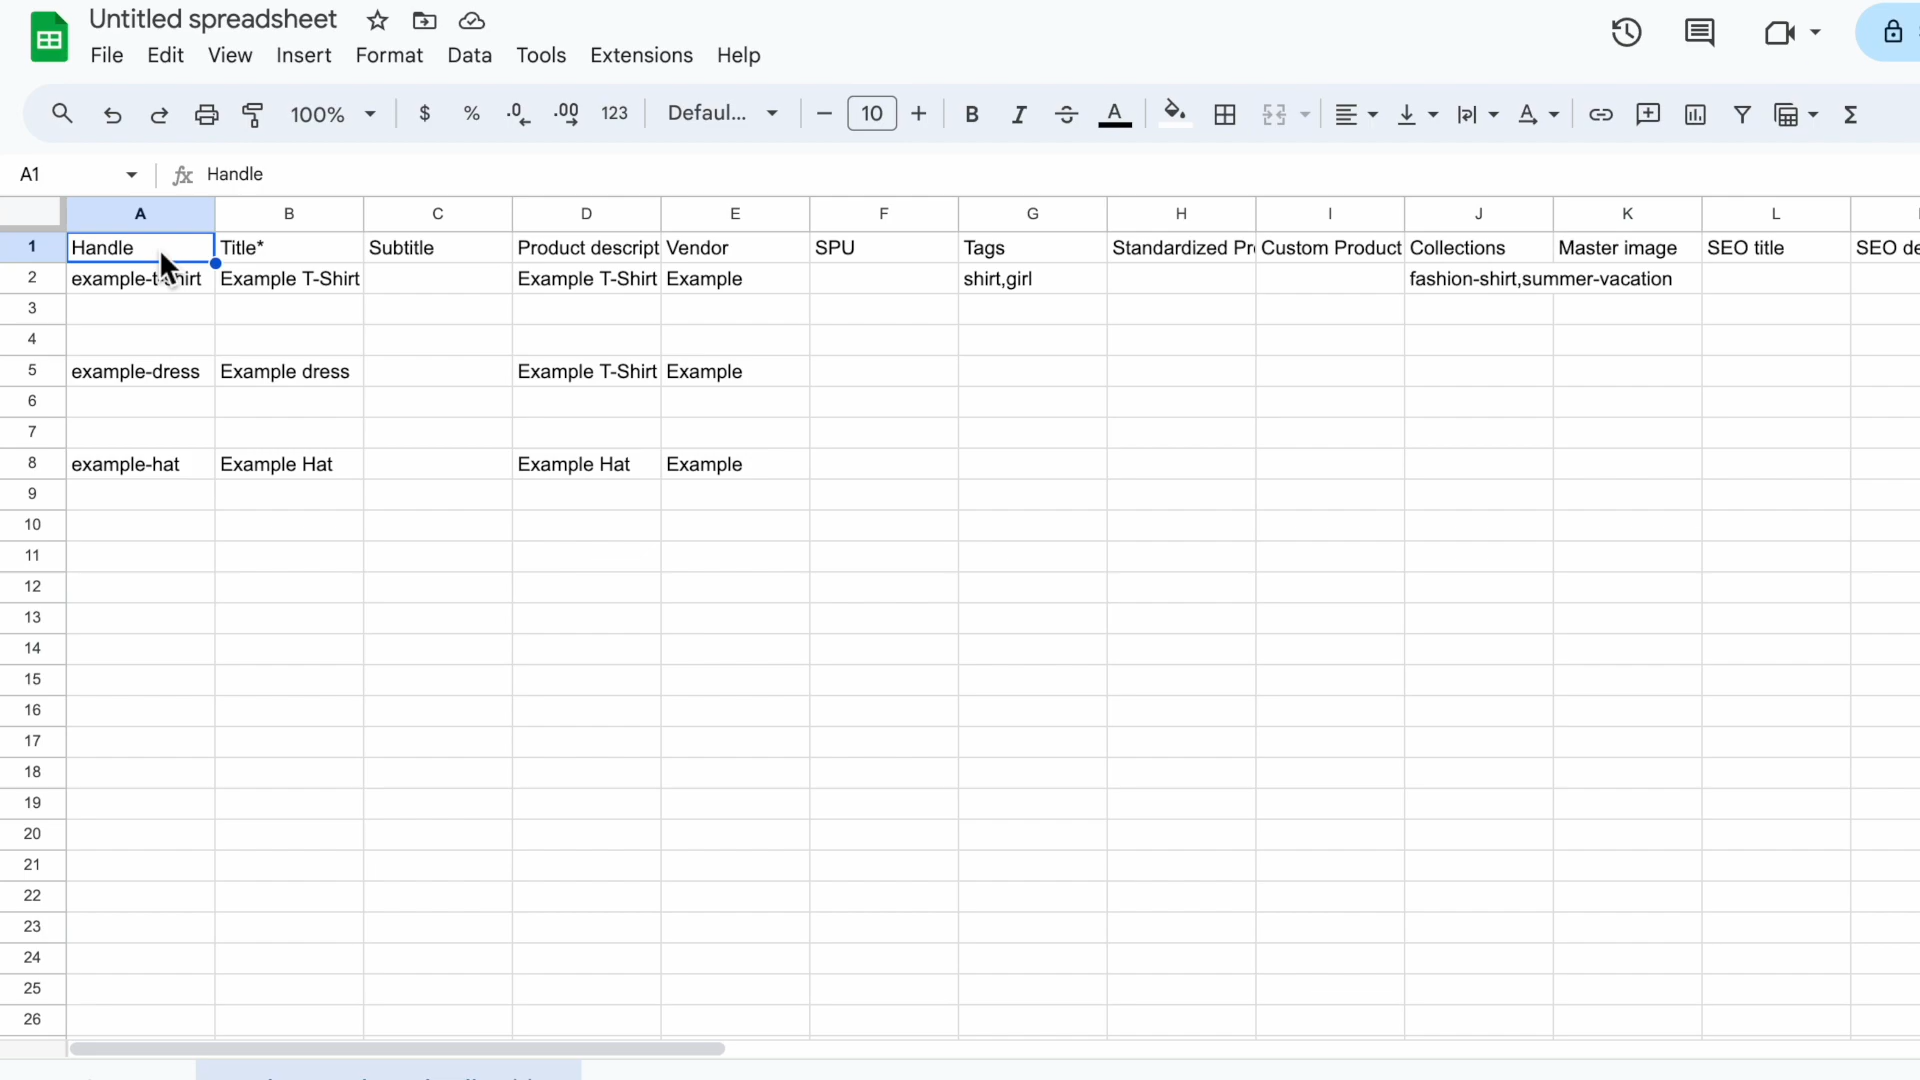 Untitled spreadsheet
File Edit View Insert Format Data Tools Extensions Help
100% $ % .0 .00 123 Defaul... 10 B I S A A Σ
A1 fx Handle
A B C D E F G H I J K L
1 Handle Title* Subtitle Product descript Vendor SPU Tags Standardized Pr Custom Product Collections Master image SEO title SEO de
2 example-t-shirt Example T-Shirt Example T-Shirt Example shirt,girl fashion-shirt,summer-vacation
3
4
5 example-dress Example dress Example T-Shirt Example
6
7
8 example-hat Example Hat Example Hat Example
9
10
11
12
13
14
15
16
17
18
19
20
21
22
23
24
25
26